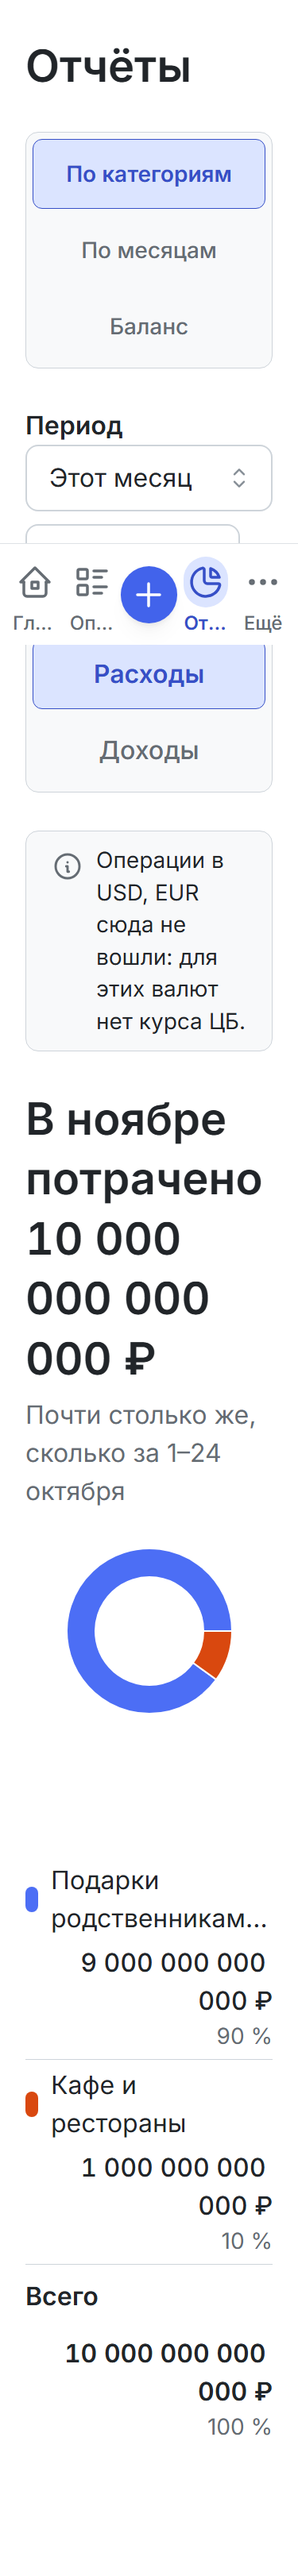 Отчёты
По категориям
По месяцам
Баланс
Период
Этот месяц
Гл...
Оп...
От...
Ещё
Расходы
Доходы
Операции в
USD, EUR
сюда не
вошли: для
этих валют
нет курса ЦБ.
В ноябре
потрачено
10 000
000 000
000 ₽
Почти столько же,
сколько за 1–24
октября
Подарки
родственникам...
9 000 000 000
000 ₽
90 %
Кафе и
рестораны
1 000 000 000
000 ₽
10 %
Всего
10 000 000 000
000 ₽
100 %